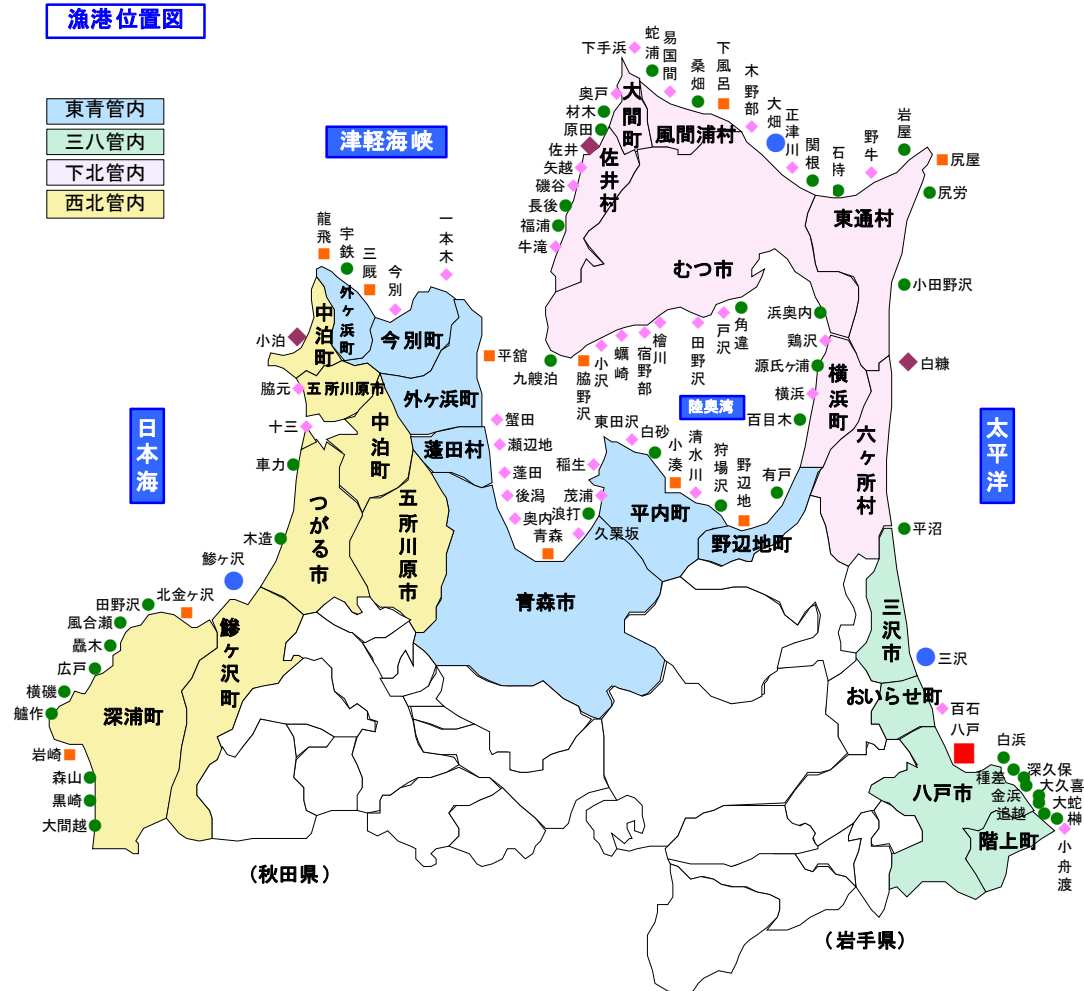 漁港位置図
東青管内
三八管内
下北管内
西北管内
津軽海峡
日本海
陸奥湾
太平洋
下手浜
蛇浦
易国間
桑畑
下風呂
木野部
大畑
正津川
関根
石持
野牛
岩屋
尻屋
尻労
小田野沢
白糠
平沼
三沢
百石
八戸
白浜
深久保
種差
大久喜
金浜
大蛇
追越
榊
小舟渡
奥戸
材木
原田
佐井
矢越
磯谷
長後
福浦
牛滝
九艘泊
脇野沢
小沢
蛎崎
宿野部
檜川
田野沢
戸沢
角違
浜奥内
鶏沢
源氏ヶ浦
横浜
百目木
有戸
野辺地
狩場沢
清水川
小湊
白砂
東田沢
稲生
茂浦
浪打
久栗坂
青森
奥内
後潟
蓬田
瀬辺地
蟹田
平舘
一本木
今別
三厩
宇鉄
龍飛
小泊
脇元
十三
車力
木造
鰺ヶ沢
北金ヶ沢
田野沢
風合瀬
轟木
広戸
横磯
艫作
岩崎
森山
黒崎
大間越
大間町
風間浦村
佐井村
むつ市
東通村
横浜町
六ヶ所村
中泊町
外ヶ浜町
今別町
五所川原市
外ヶ浜町
中泊町
蓬田村
つがる市
五所川原市
平内町
野辺地町
青森市
鰺ヶ沢町
深浦町
三沢市
おいらせ町
八戸市
階上町
（秋田県）
（岩手県）